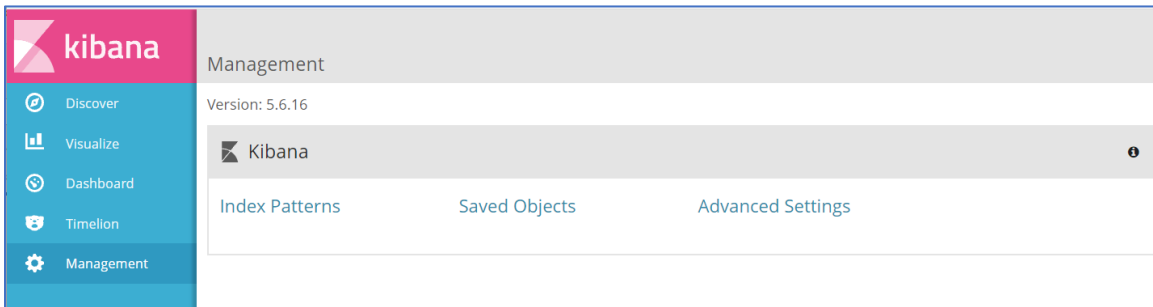 kibana
Discover
Visualize
Dashboard
Timelion
Management
Management
Version: 5.6.16
Kibana
Index Patterns Saved Objects Advanced Settings